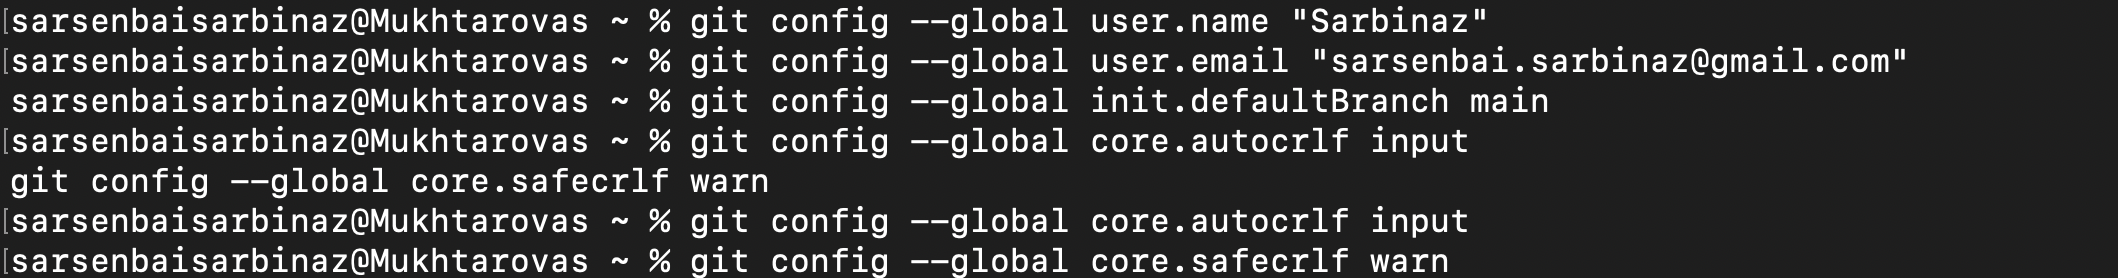 [sarsenbaisarbinaz@Mukhtarovas ~ % git config --global user.name "Sarbinaz"
[sarsenbaisarbinaz@Mukhtarovas ~ % git config --global user.email "sarsenbai.sarbinaz@gmail.com"
sarsenbaisarbinaz@Mukhtarovas ~ % git config --global init.defaultBranch main
[sarsenbaisarbinaz@Mukhtarovas ~ % git config --global core.autocrlf input
git config --global core.safecrlf warn
[sarsenbaisarbinaz@Mukhtarovas ~ % git config --global core.autocrlf input
[sarsenbaisarbinaz@Mukhtarovas ~ % git config --global core.safecrlf warn